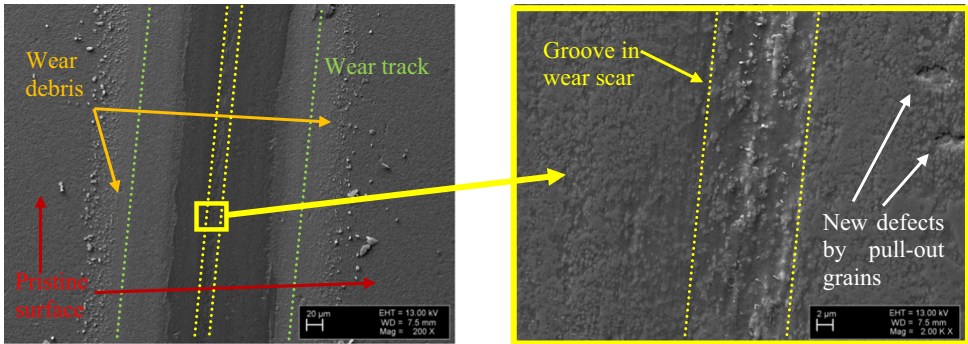 Wear
debris
Wear track
Pristine
surface
20 µm
EHT = 13.00 kV
WD = 7.5 mm
Mag = 200 X
Groove in
wear scar
New defects
by pull-out
grains
2 µm
EHT = 13.00 kV
WD = 7.5 mm
Mag = 2.00 K X